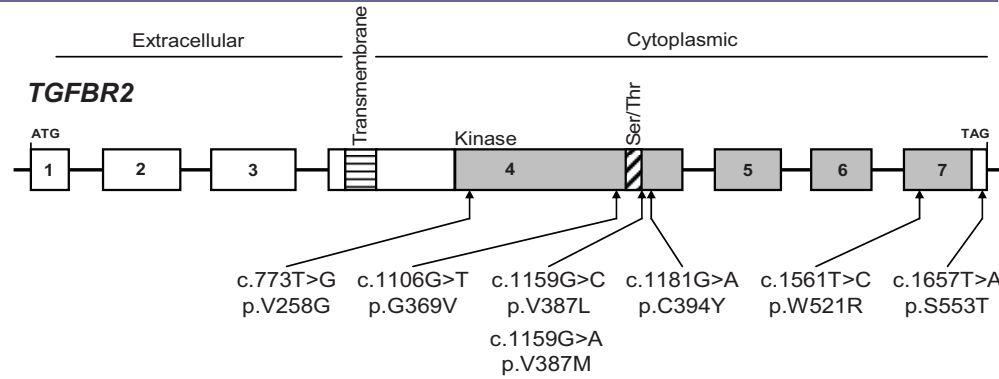 Extracellular
Cytoplasmic
Transmembrane
TGFBR2
Ser/Thr
ATG
Kinase
TAG
1 2 3 4 5 6 7
c.773T>G c.1106G>T c.1159G>C c.1181G>A c.1561T>C c.1657T>A
p.V258G p.G369V p.V387L p.C394Y p.W521R p.S553T
c.1159G>A
p.V387M